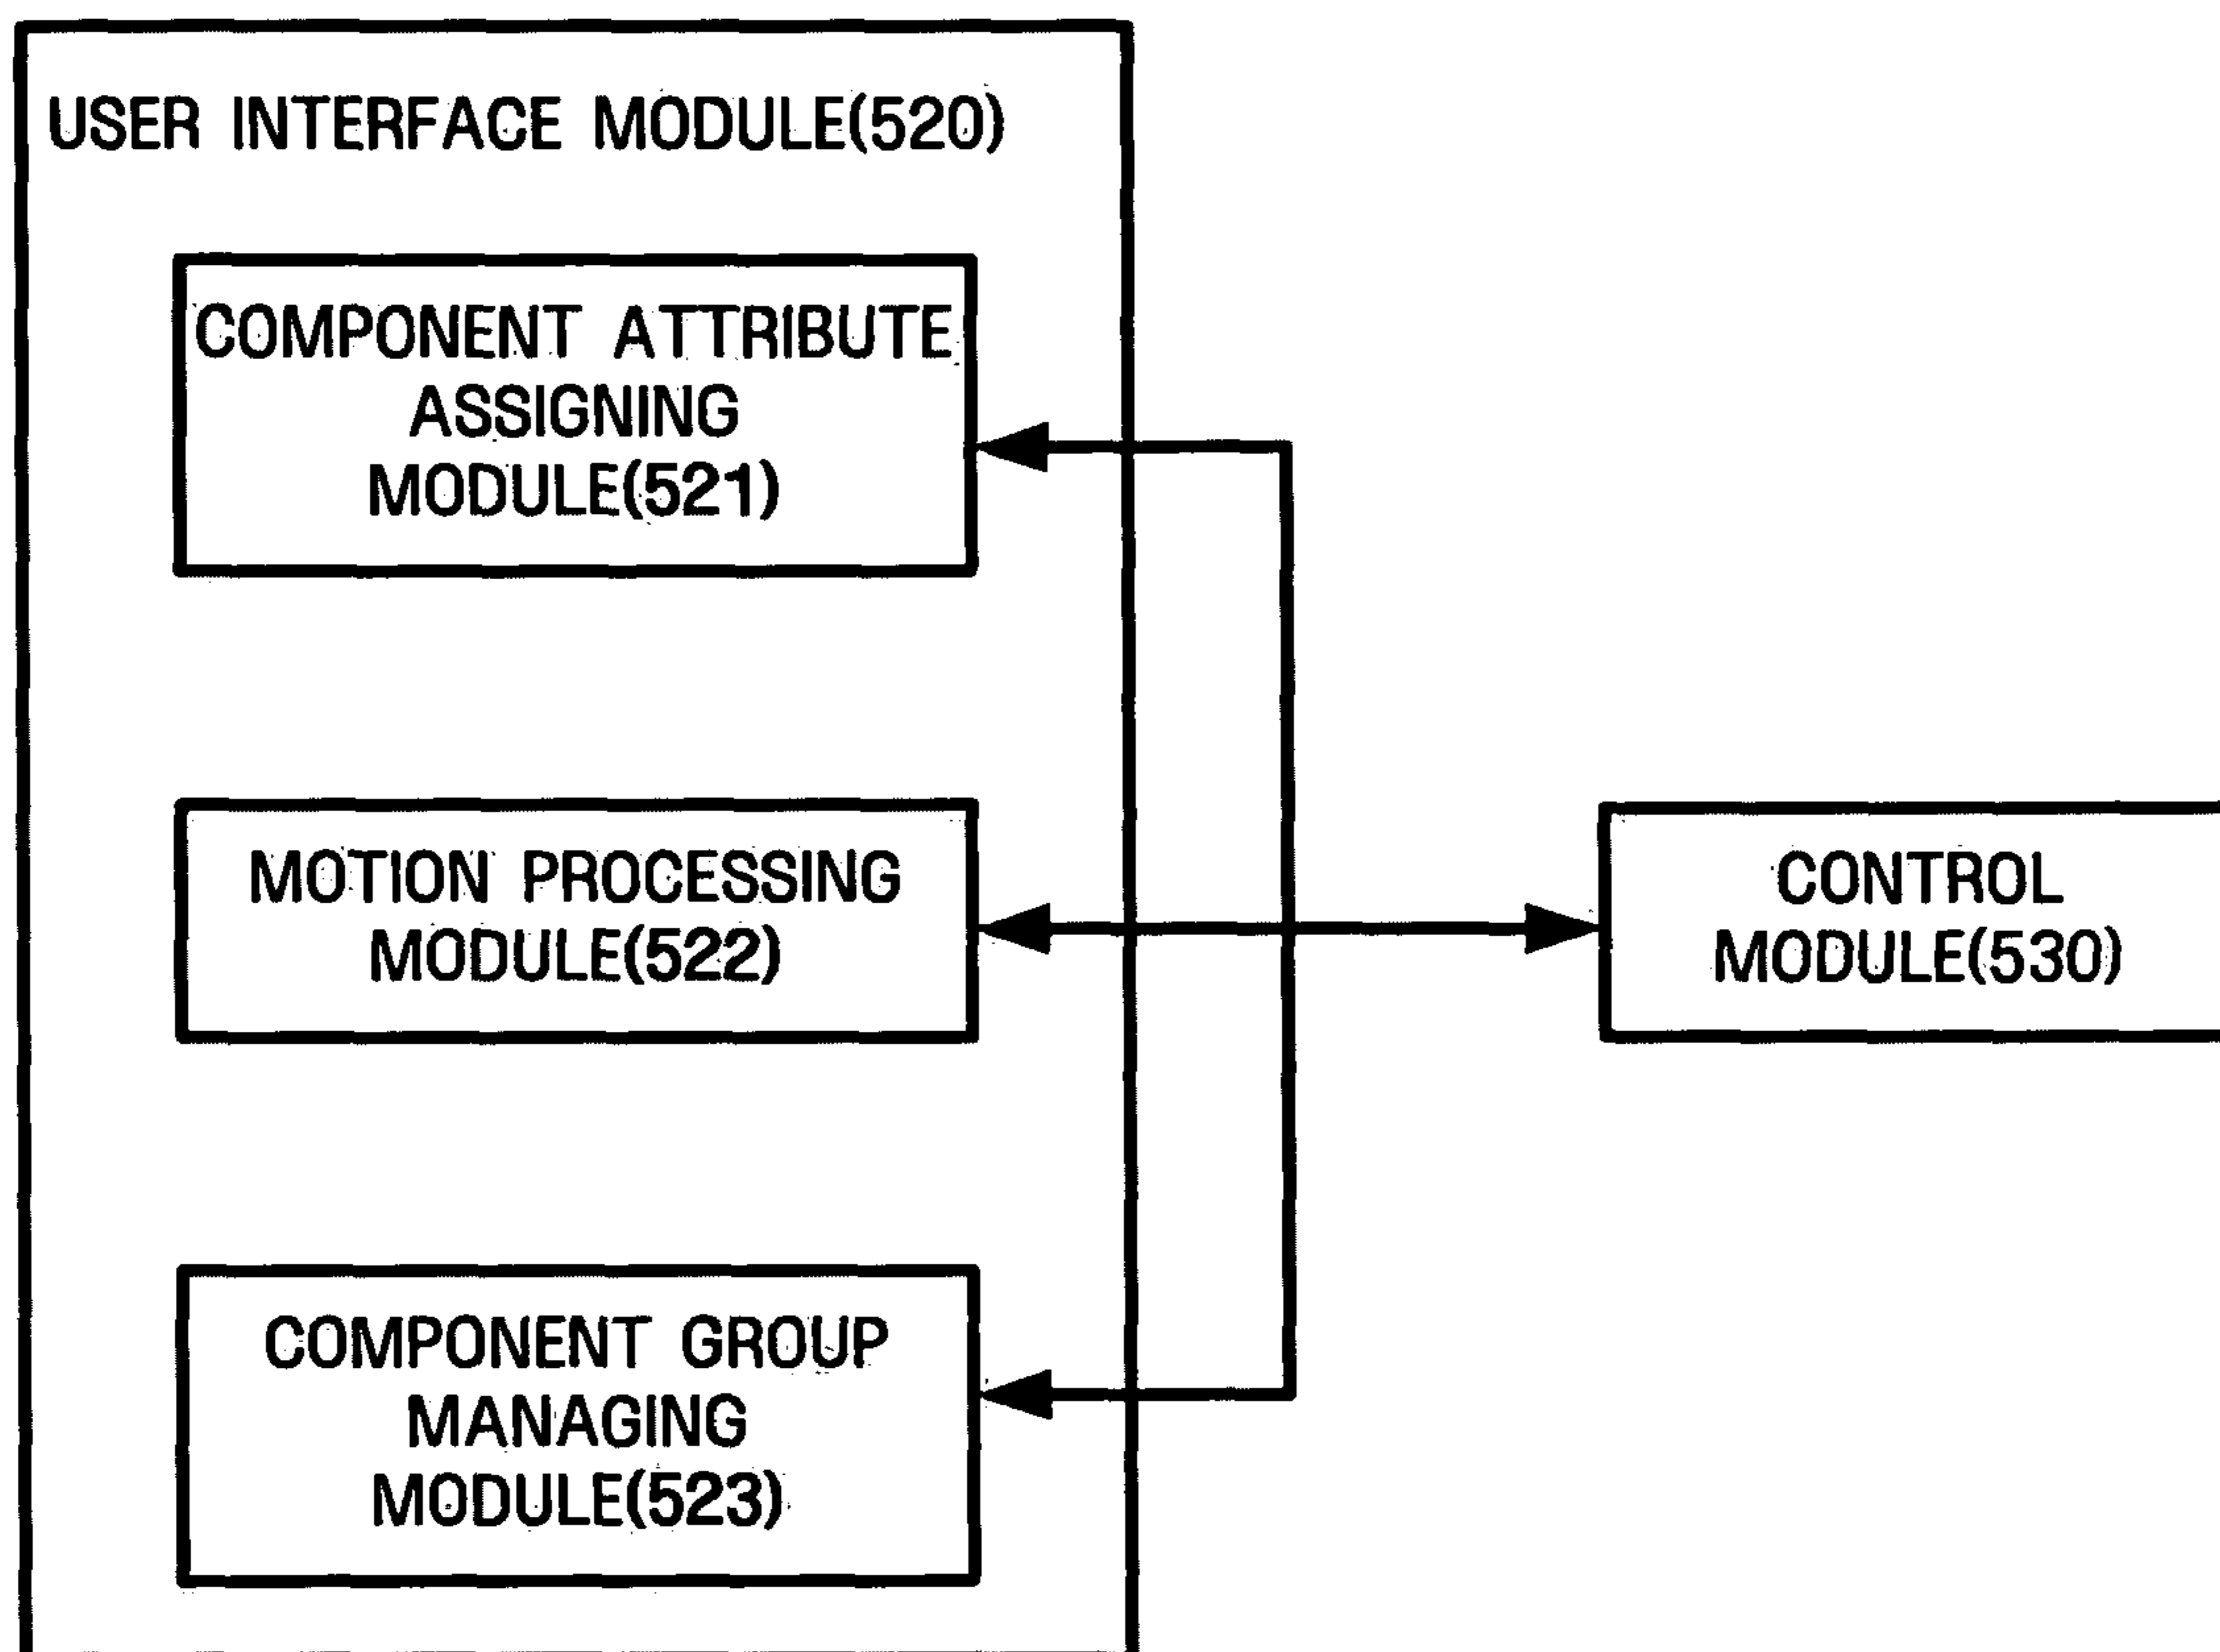 USER INTERFACE MODULE(520)
COMPONENT ATTRIBUTE
ASSIGNING
MODULE(521)
MOTION PROCESSING
MODULE(522)
COMPONENT GROUP
MANAGING
MODULE(523)
CONTROL
MODULE(530)